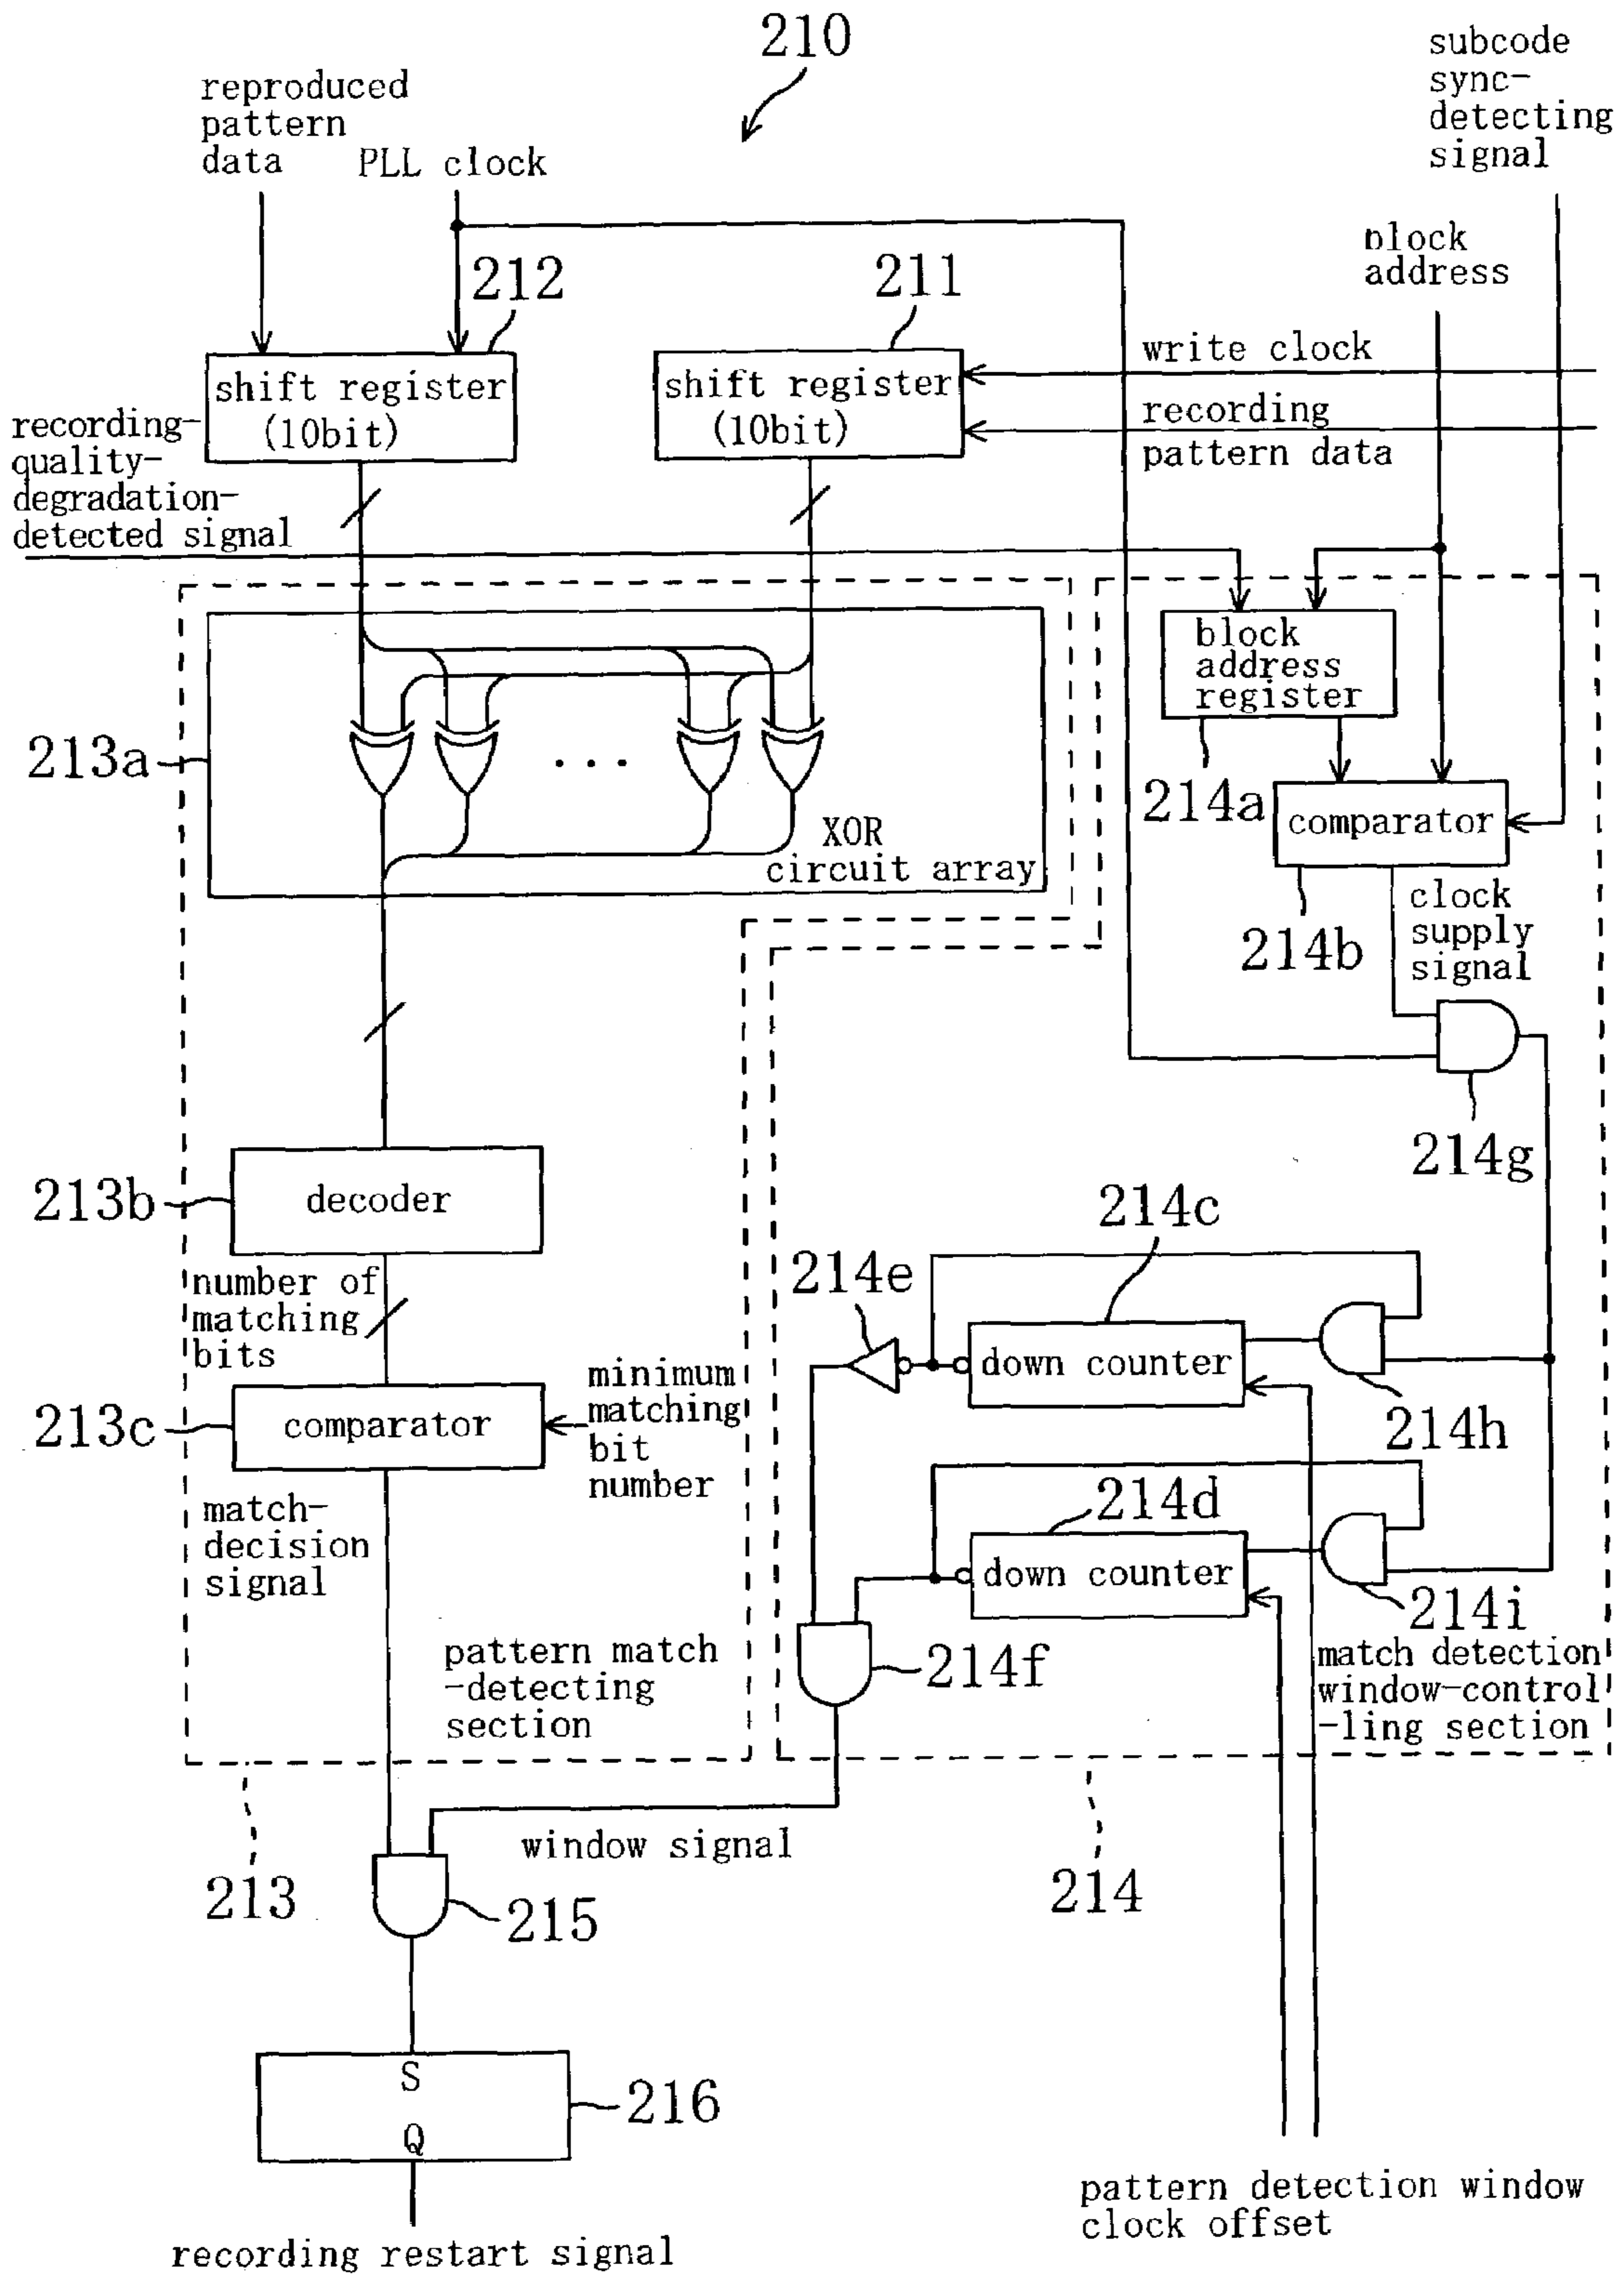 210
subcode
sync-
detecting
signal
reproduced
pattern
data
PLL clock
block
address
212
211
write clock
shift register
(10bit)
shift register
(10bit)
recording
pattern data
recording-
quality-
degradation-
detected signal
block
address
register
213a
214a
comparator
XOR
circuit array
clock
supply
signal
214b
214g
213b
decoder
214c
214e
number of
matching
bits
down counter
minimum
matching
bit
number
213c
comparator
214h
214d
match-
decision
signal
down counter
214i
pattern match
-detecting
section
214f
match detection
window-control
-ling section
window signal
213
215
214
S
Q
216
pattern detection window
clock offset
recording restart signal